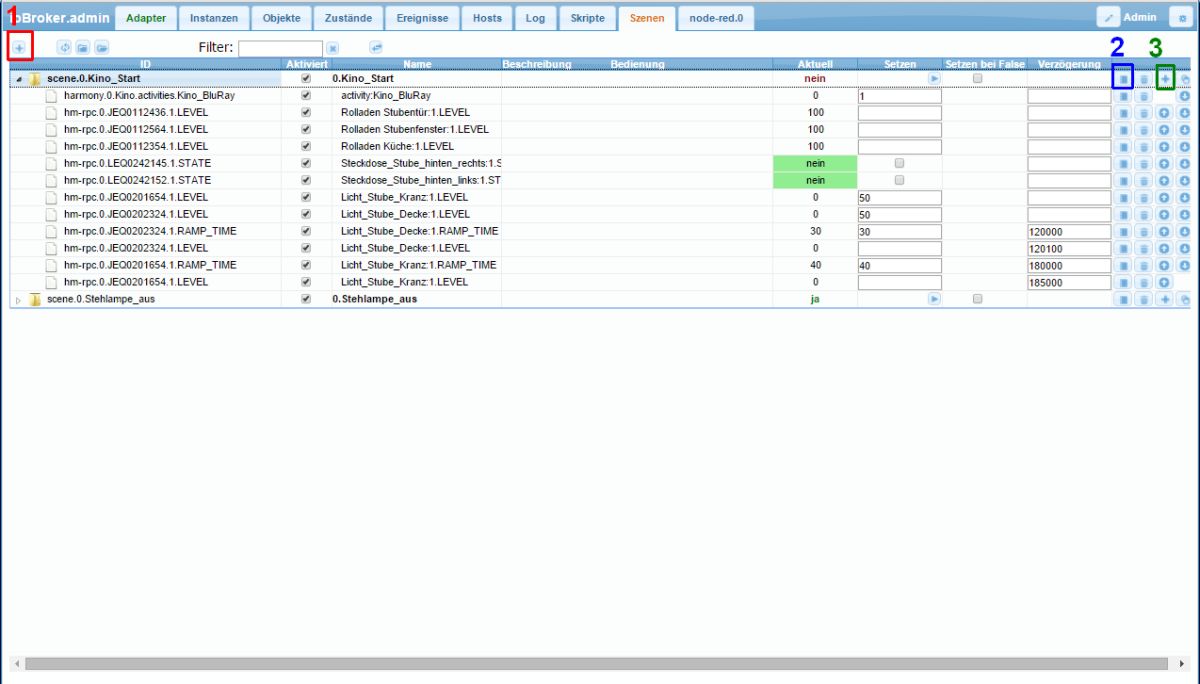 1
ioBroker.admin Adapter Instanzen Objekte Zustände Ereignisse Hosts Log Skripte Szenen node-red.0 Admin
Filter:
2 3
ID Aktiviert Name Beschreibung Bedienung Aktuell Setzen Setzen bei False Verzögerung
scene.0.Kino_Start 0.Kino_Start nein
harmony.0.Kino.activities.Kino_BluRay activity:Kino_BluRay 0 1
hm-rpc.0.JEQ0112436.1.LEVEL Rolladen Stubentür:1.LEVEL 100
hm-rpc.0.JEQ0112564.1.LEVEL Rolladen Stubenfenster:1.LEVEL 100
hm-rpc.0.JEQ0112354.1.LEVEL Rolladen Küche:1.LEVEL 100
hm-rpc.0.LEQ0242145.1.STATE Steckdose_Stube_hinten_rechts:1.S nein
hm-rpc.0.LEQ0242152.1.STATE Steckdose_Stube_hinten_links:1.ST nein
hm-rpc.0.JEQ0201654.1.LEVEL Licht_Stube_Kranz:1.LEVEL 0 50
hm-rpc.0.JEQ0202324.1.LEVEL Licht_Stube_Decke:1.LEVEL 0 50
hm-rpc.0.JEQ0202324.1.RAMP_TIME Licht_Stube_Decke:1.RAMP_TIME 30 30 120000
hm-rpc.0.JEQ0202324.1.LEVEL Licht_Stube_Decke:1.LEVEL 0 120100
hm-rpc.0.JEQ0201654.1.RAMP_TIME Licht_Stube_Kranz:1.RAMP_TIME 40 40 180000
hm-rpc.0.JEQ0201654.1.LEVEL Licht_Stube_Kranz:1.LEVEL 0 185000
scene.0.Stehlampe_aus 0.Stehlampe_aus ja